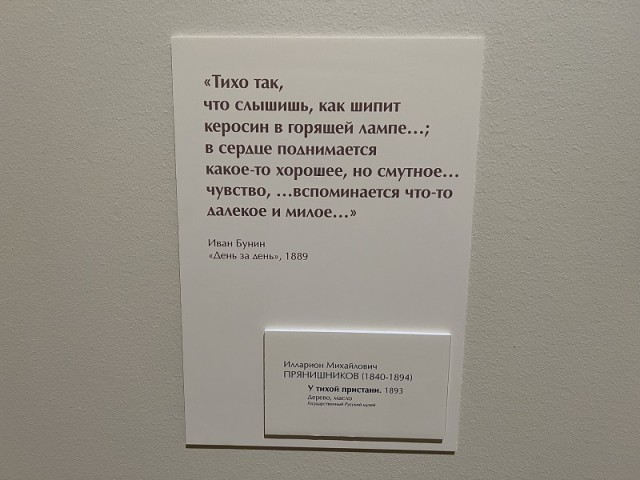 «Тихо так,
что слышишь, как шипит
керосин в горящей лампе...;
в сердце поднимается
какое-то хорошее, но смутное...
чувство, ...вспоминается что-то
далекое и милое...»
Иван Бунин
«День за день», 1889
Илларион Михайлович
ПРЯНИШНИКОВ (1840-1894)
У тихой пристани. 1893
Дерево, масло
Государственный Русский музей